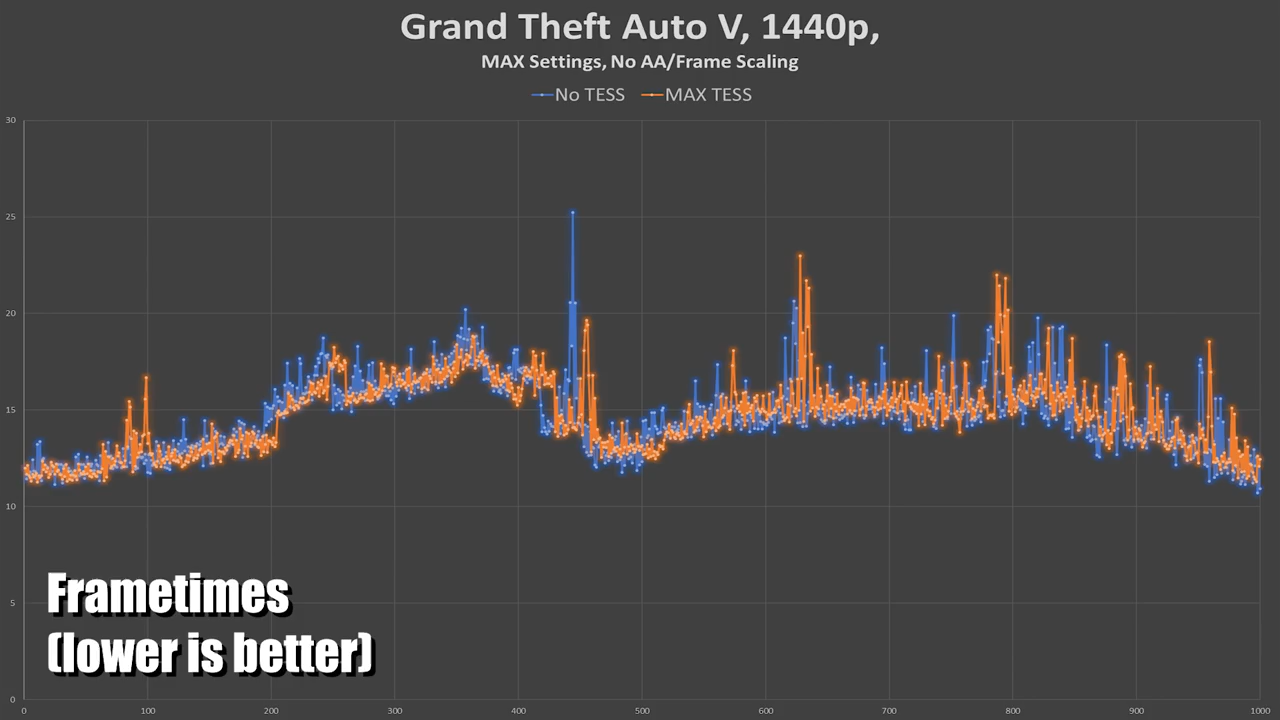 Grand Theft Auto V, 1440p,
MAX Settings, No AA/Frame Scaling
No TESS MAX TESS
30
25
20
15
10
5
0
Frametimes
(lower is better)
0 100 200 300 400 500 600 700 800 900 1000